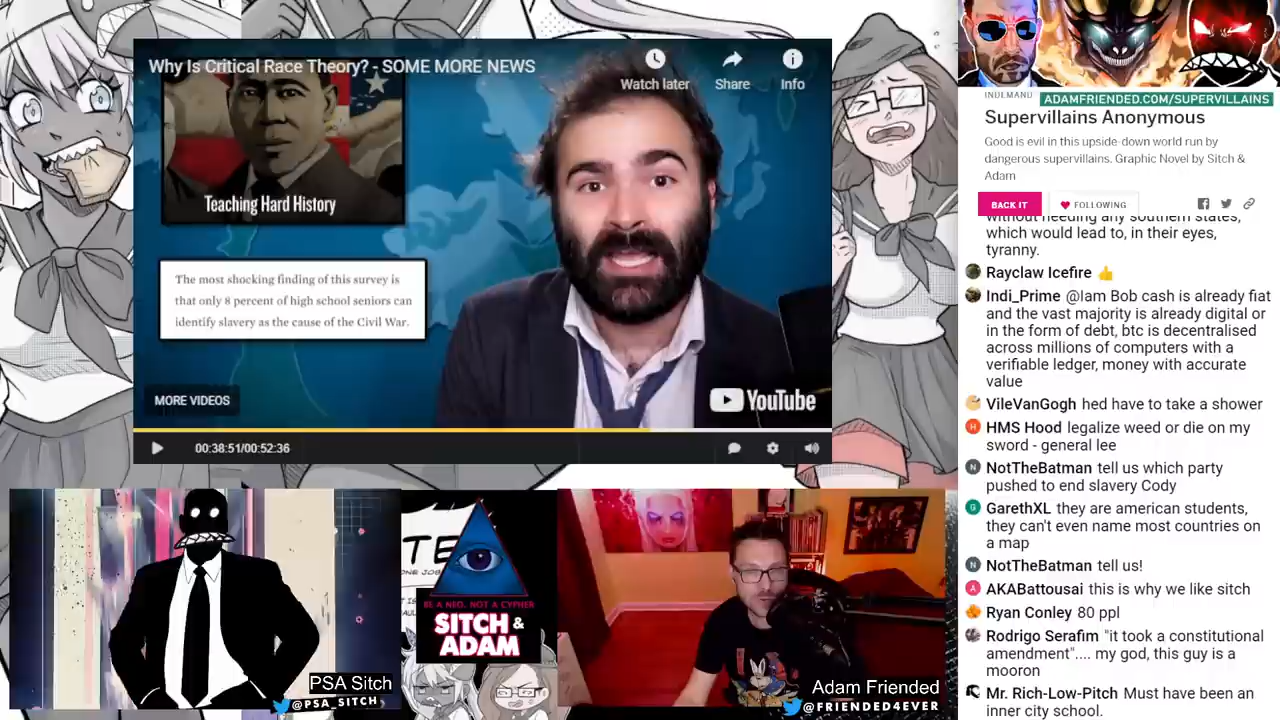 Why Is Critical Race Theory? - SOME MORE NEWS
Watch later
Share
Info
Teaching Hard History
The most shocking finding of this survey is
that only 8 percent of high school seniors can
identify slavery as the cause of the Civil War.
MORE VIDEOS
YouTube
00:38:51/00:52:36
PSA Sitch
@PSA_SITCH
BE A NEO, NOT A CYPHER
SITCH &
ADAM
Adam Friended
@FRIENDED4EVER
INDEMAND
ADAMFRIENDED.COM/SUPERVILLAINS
Supervillains Anonymous
Good is evil in this upside-down world run by
dangerous supervillains. Graphic Novel by Sitch &
Adam
BACK IT
FOLLOWING
without needing any southern states,
which would lead to, in their eyes,
tyranny.
Rayclaw Icefire 👍
Indi_Prime @Iam Bob cash is already fiat
and the vast majority is already digital or
in the form of debt, btc is decentralised
across millions of computers with a
verifiable ledger, money with accurate
value
VileVanGogh hed have to take a shower
HMS Hood legalize weed or die on my
sword - general lee
NotTheBatman tell us which party
pushed to end slavery Cody
GarethXL they are american students,
they can't even name most countries on
a map
NotTheBatman tell us!
AKABattousai this is why we like sitch
Ryan Conley 80 ppl
Rodrigo Serafim "it took a constitutional
amendment".... my god, this guy is a
mooron
Mr. Rich-Low-Pitch Must have been an
inner city school.